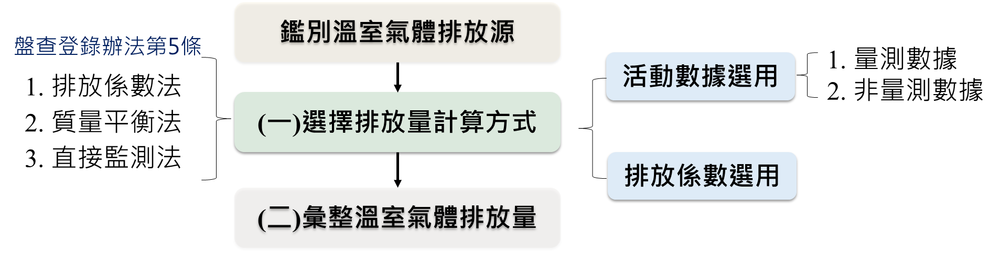 鑑別溫室氣體排放源
盤查登錄辦法第5條
1. 排放係數法
2. 質量平衡法
3. 直接監測法
(一)選擇排放量計算方式
活動數據選用
1. 量測數據
2. 非量測數據
排放係數選用
(二)彙整溫室氣體排放量